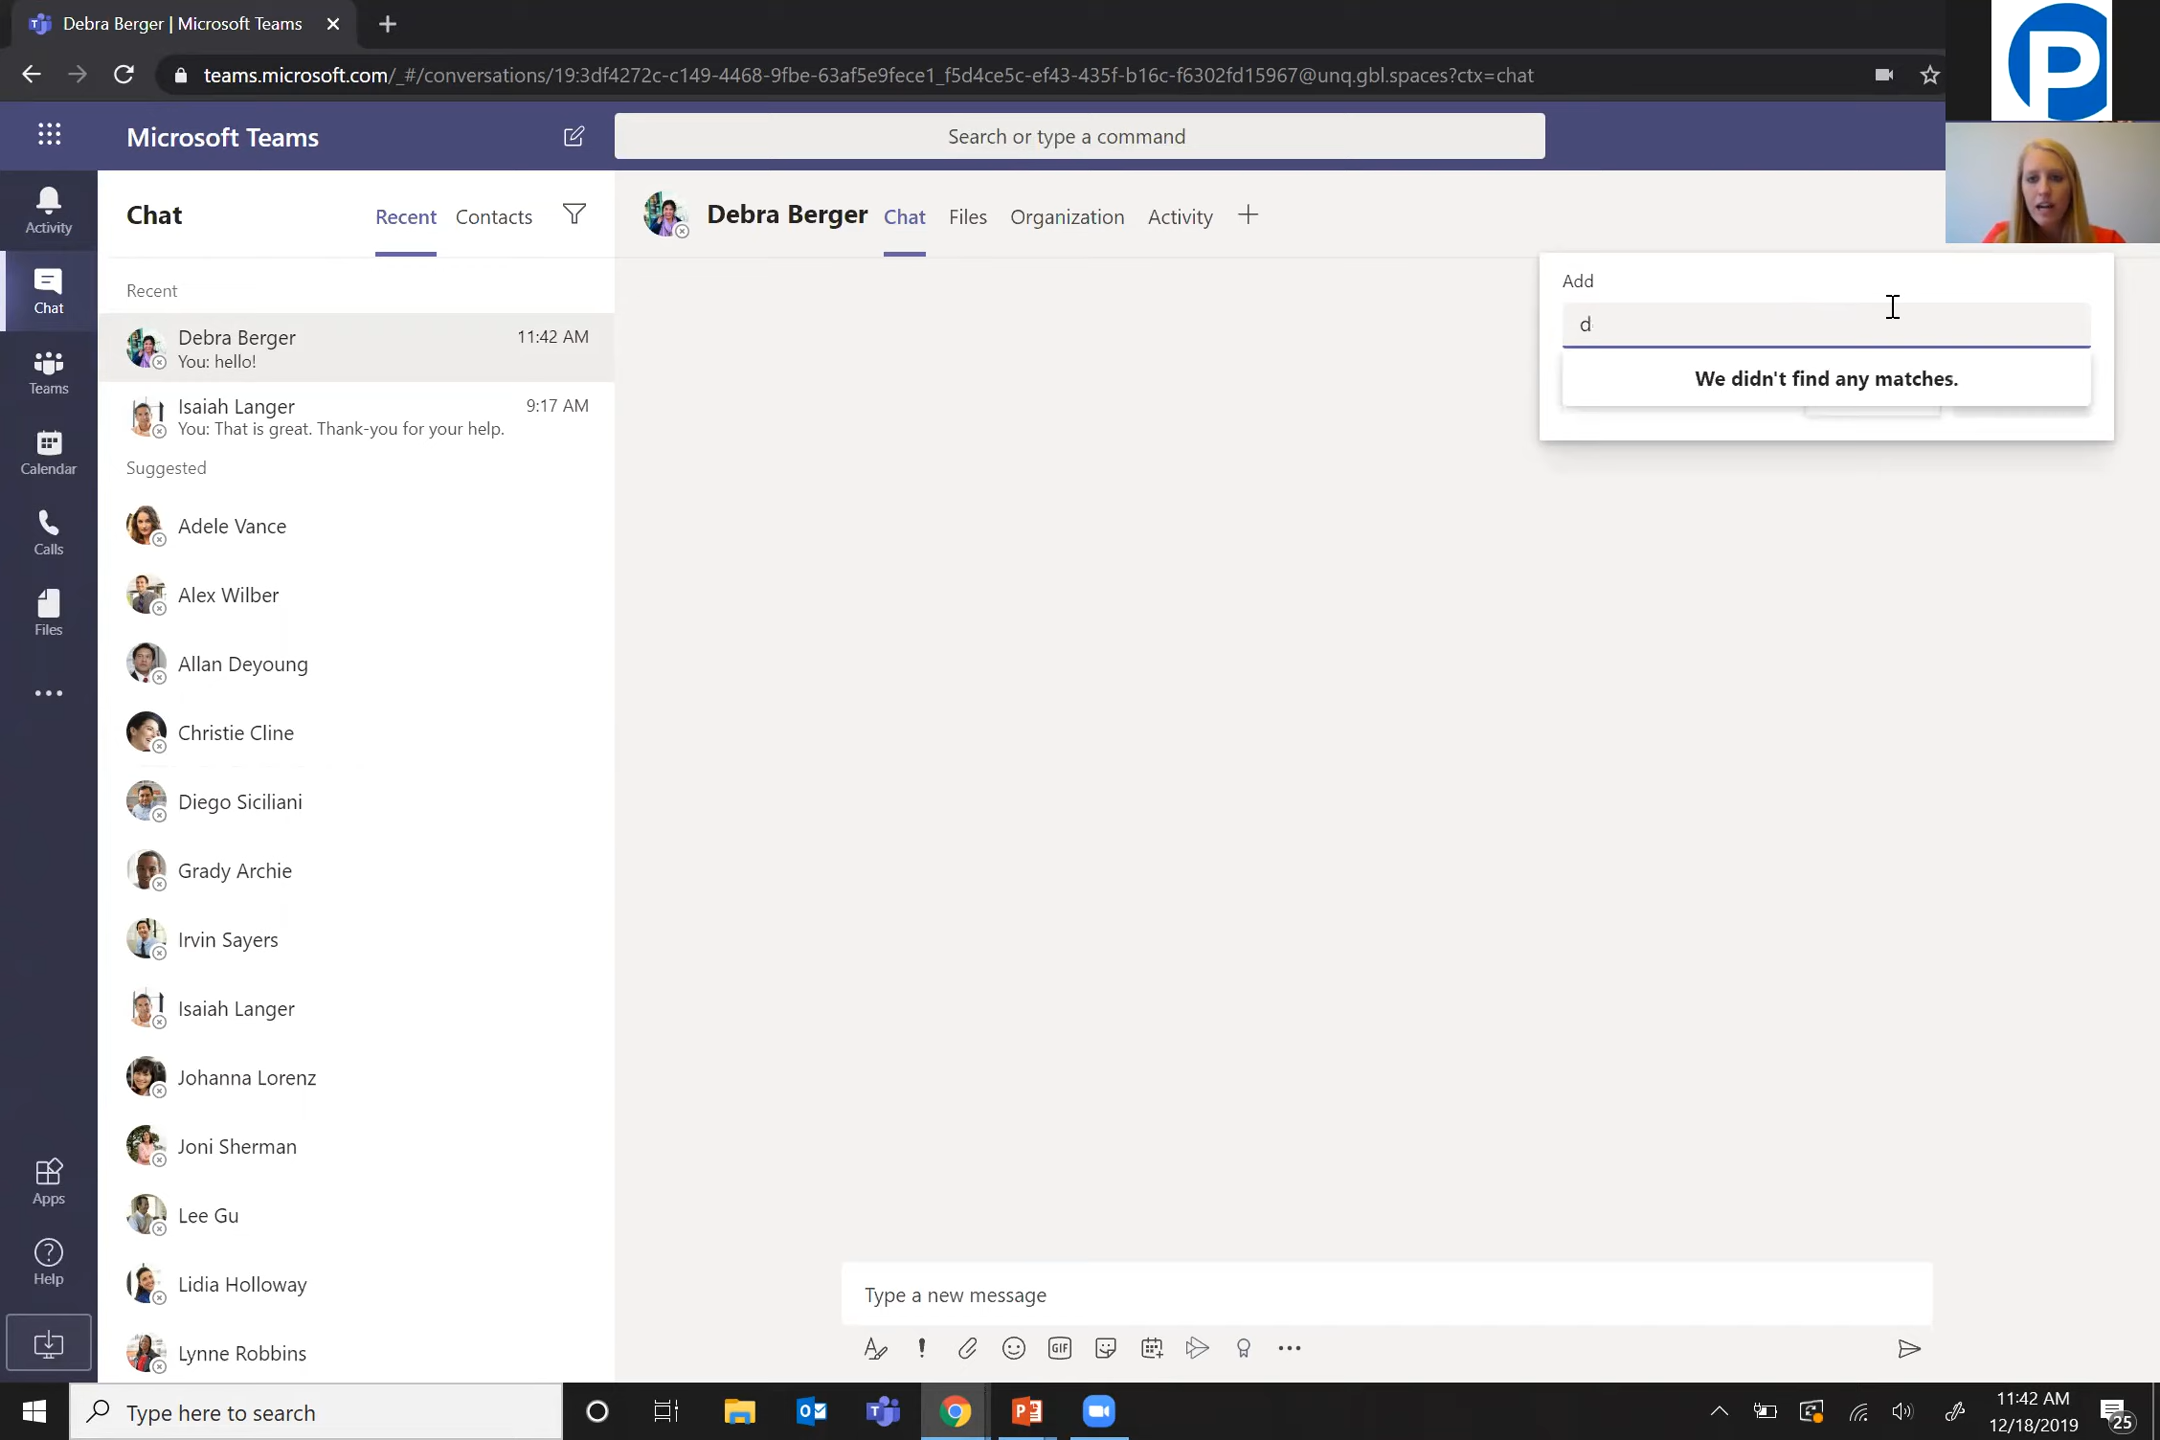 Debra Berger | Microsoft Teams
teams.microsoft.com/_#/conversations/19:3df4272c-c149-4468-9fbe-63af5e9fece1_f5d4ce5c-ef43-435f-b16c-f6302fd15967@unq.gbl.spaces?ctx=chat
P
Microsoft Teams
Search or type a command
Activity
Chat
Teams
Calendar
Calls
Files
Apps
Help
Chat
Recent
Contacts
Recent
Debra Berger
11:42 AM
You: hello!
Isaiah Langer
9:17 AM
You: That is great. Thank-you for your help.
Suggested
Adele Vance
Alex Wilber
Allan Deyoung
Christie Cline
Diego Siciliani
Grady Archie
Irvin Sayers
Isaiah Langer
Johanna Lorenz
Joni Sherman
Lee Gu
Lidia Holloway
Lynne Robbins
Debra Berger
Chat
Files
Organization
Activity
Add
d
We didn't find any matches.
Type a new message
GIF
Type here to search
11:42 AM
12/18/2019
25